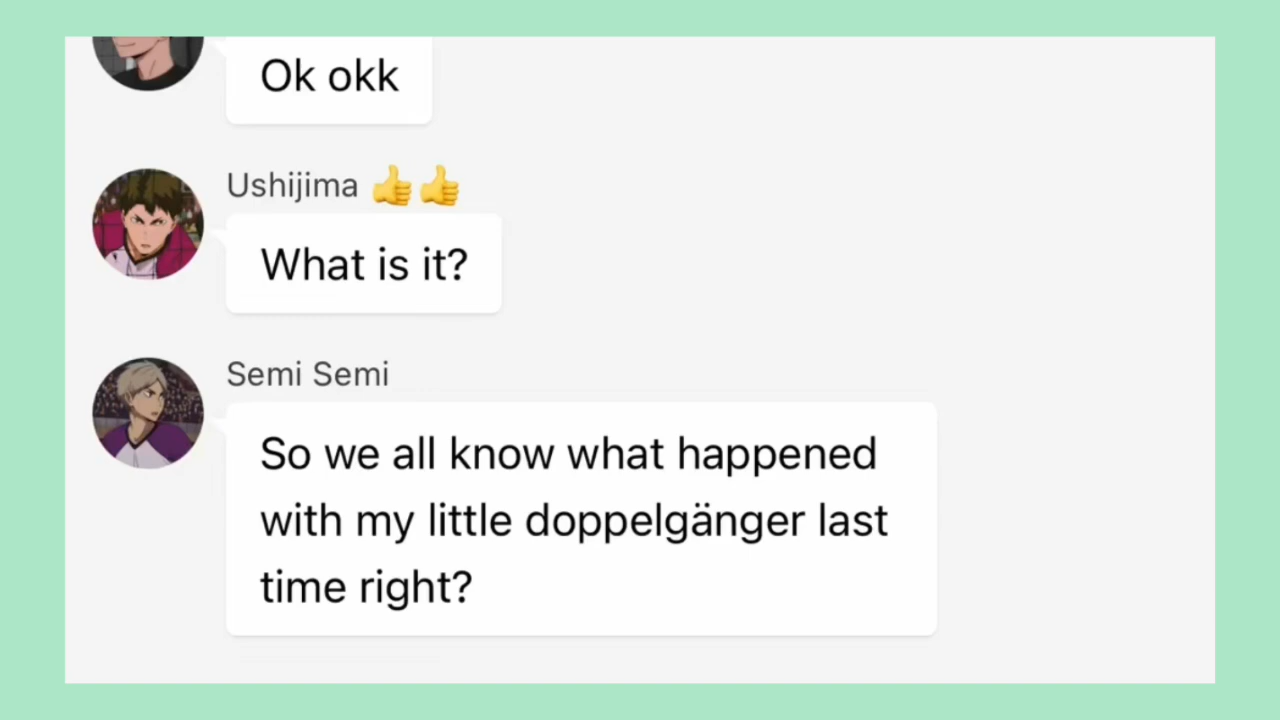 Ok okk
Ushijima 👍👍
What is it?
Semi Semi
So we all know what happened
with my little doppelgänger last
time right?